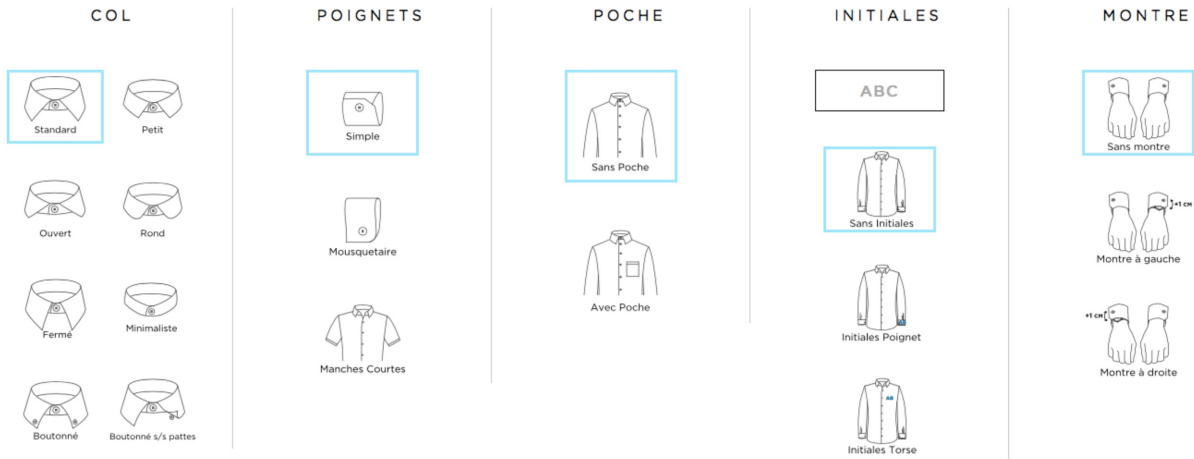 COL
Standard
Petit
Ouvert
Rond
Fermé
Minimaliste
Boutonné
Boutonné s/s pattes
POIGNETS
Simple
Mousquetaire
Manches Courtes
POCHE
Sans Poche
Avec Poche
INITIALES
ABC
Sans Initiales
AB
Initiales Poignet
AB
Initiales Torse
MONTRE
Sans montre
+1 CM
Montre à gauche
+1 CM
Montre à droite